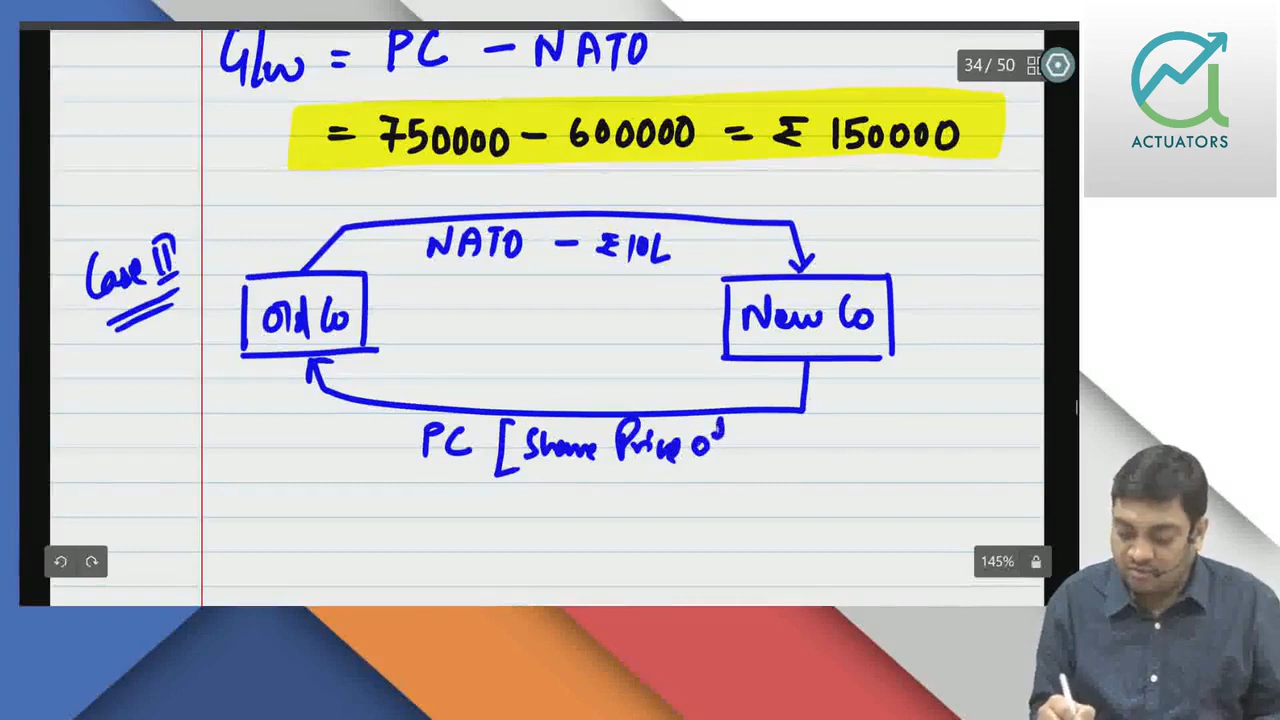 G/w = PC - NATO
34 / 50
= 750000 - 600000 = ₹ 150000
ACTUATORS
Case II
NATO - ₹10L
Old Co
New Co
PC [Share Price o
145%